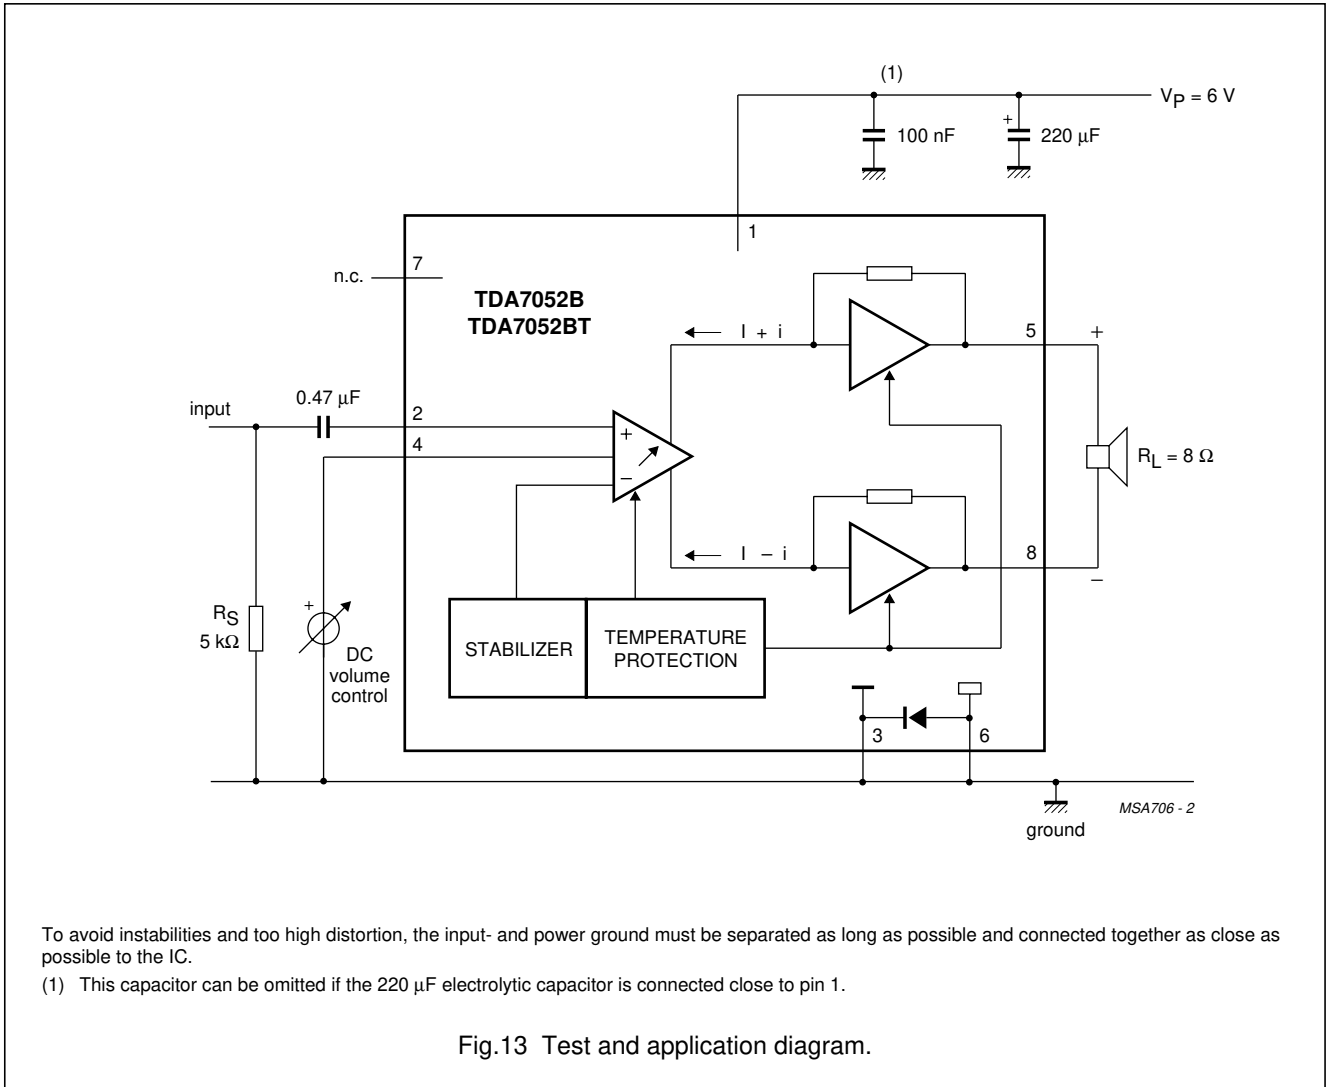 (1)
VP = 6 V
100 nF
+
220 μF
1
7
n.c.
TDA7052B
TDA7052BT
I + i
5
+
0.47 μF
input
2
4
+
−
RL = 8 Ω
I − i
8
−
RS
5 kΩ
+
DC
volume
control
STABILIZER
TEMPERATURE
PROTECTION
3
6
MSA706 - 2
ground
To avoid instabilities and too high distortion, the input- and power ground must be separated as long as possible and connected together as close as
possible to the IC.
(1) This capacitor can be omitted if the 220 μF electrolytic capacitor is connected close to pin 1.
Fig.13 Test and application diagram.